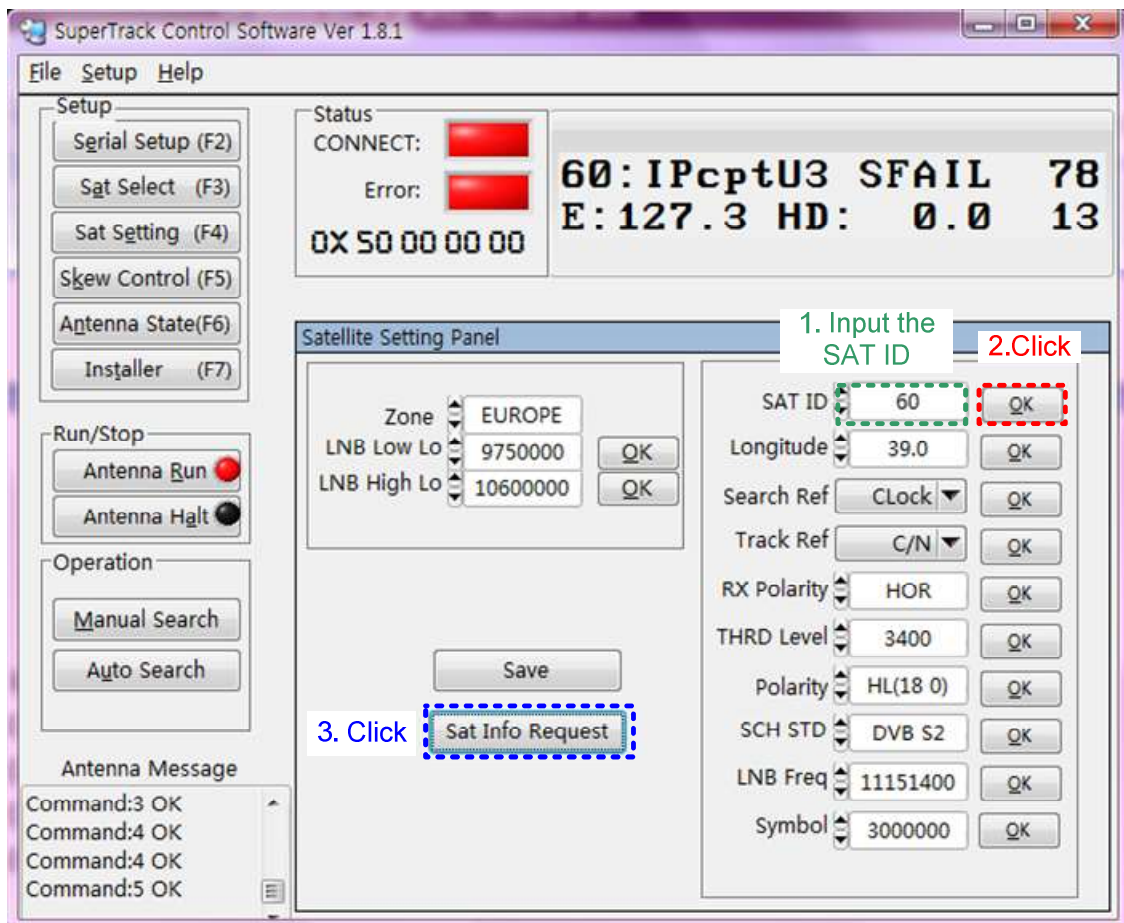 SuperTrack Control Software Ver 1.8.1
File Setup Help
Setup
Serial Setup (F2)
Sat Select (F3)
Sat Setting (F4)
Skew Control (F5)
Antenna State(F6)
Installer (F7)
Run/Stop
Antenna Run
Antenna Halt
Operation
Manual Search
Auto Search
Antenna Message
Command:3 OK
Command:4 OK
Command:4 OK
Command:5 OK
Status
CONNECT:
Error:
0X 50 00 00 00
60:IPcptU3 SFAIL 78
E:127.3 HD: 0.0 13
Satellite Setting Panel
Zone EUROPE
LNB Low Lo 9750000 OK
LNB High Lo 10600000 OK
Save
3. Click Sat Info Request
1. Input the
SAT ID
2.Click
SAT ID 60 OK
Longitude 39.0 OK
Search Ref CLock OK
Track Ref C/N OK
RX Polarity HOR OK
THRD Level 3400 OK
Polarity HL(18 0) OK
SCH STD DVB S2 OK
LNB Freq 11151400 OK
Symbol 3000000 OK